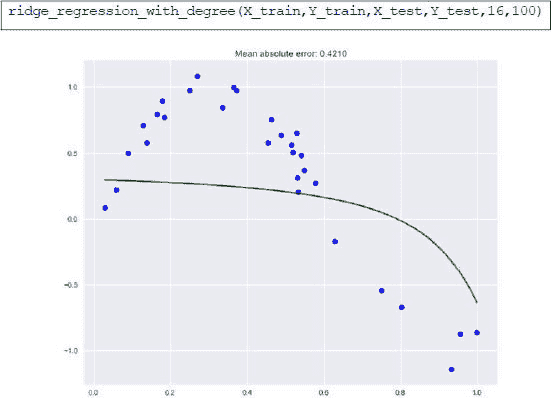 ridge_regression_with_degree(X_train,Y_train,X_test,Y_test,16,100)
Mean absolute error: 0.4210
1.0
0.5
0.0
−0.5
−1.0
0.0 0.2 0.4 0.6 0.8 1.0